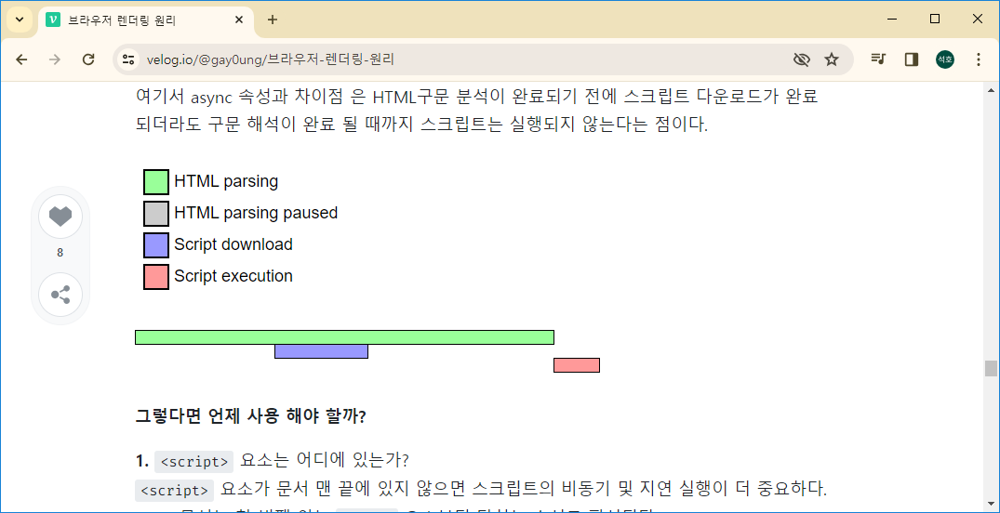 브라우저 렌더링 원리
velog.io/@gay0ung/브라우저-렌더링-원리
석호
여기서 async 속성과 차이점 은 HTML구문 분석이 완료되기 전에 스크립트 다운로드가 완료
되더라도 구문 해석이 완료 될 때까지 스크립트는 실행되지 않는다는 점이다.
HTML parsing
HTML parsing paused
8
Script download
Script execution
그렇다면 언제 사용 해야 할까?
1. <script> 요소는 어디에 있는가?
<script> 요소가 문서 맨 끝에 있지 않으면 스크립트의 비동기 및 지연 실행이 더 중요하다.